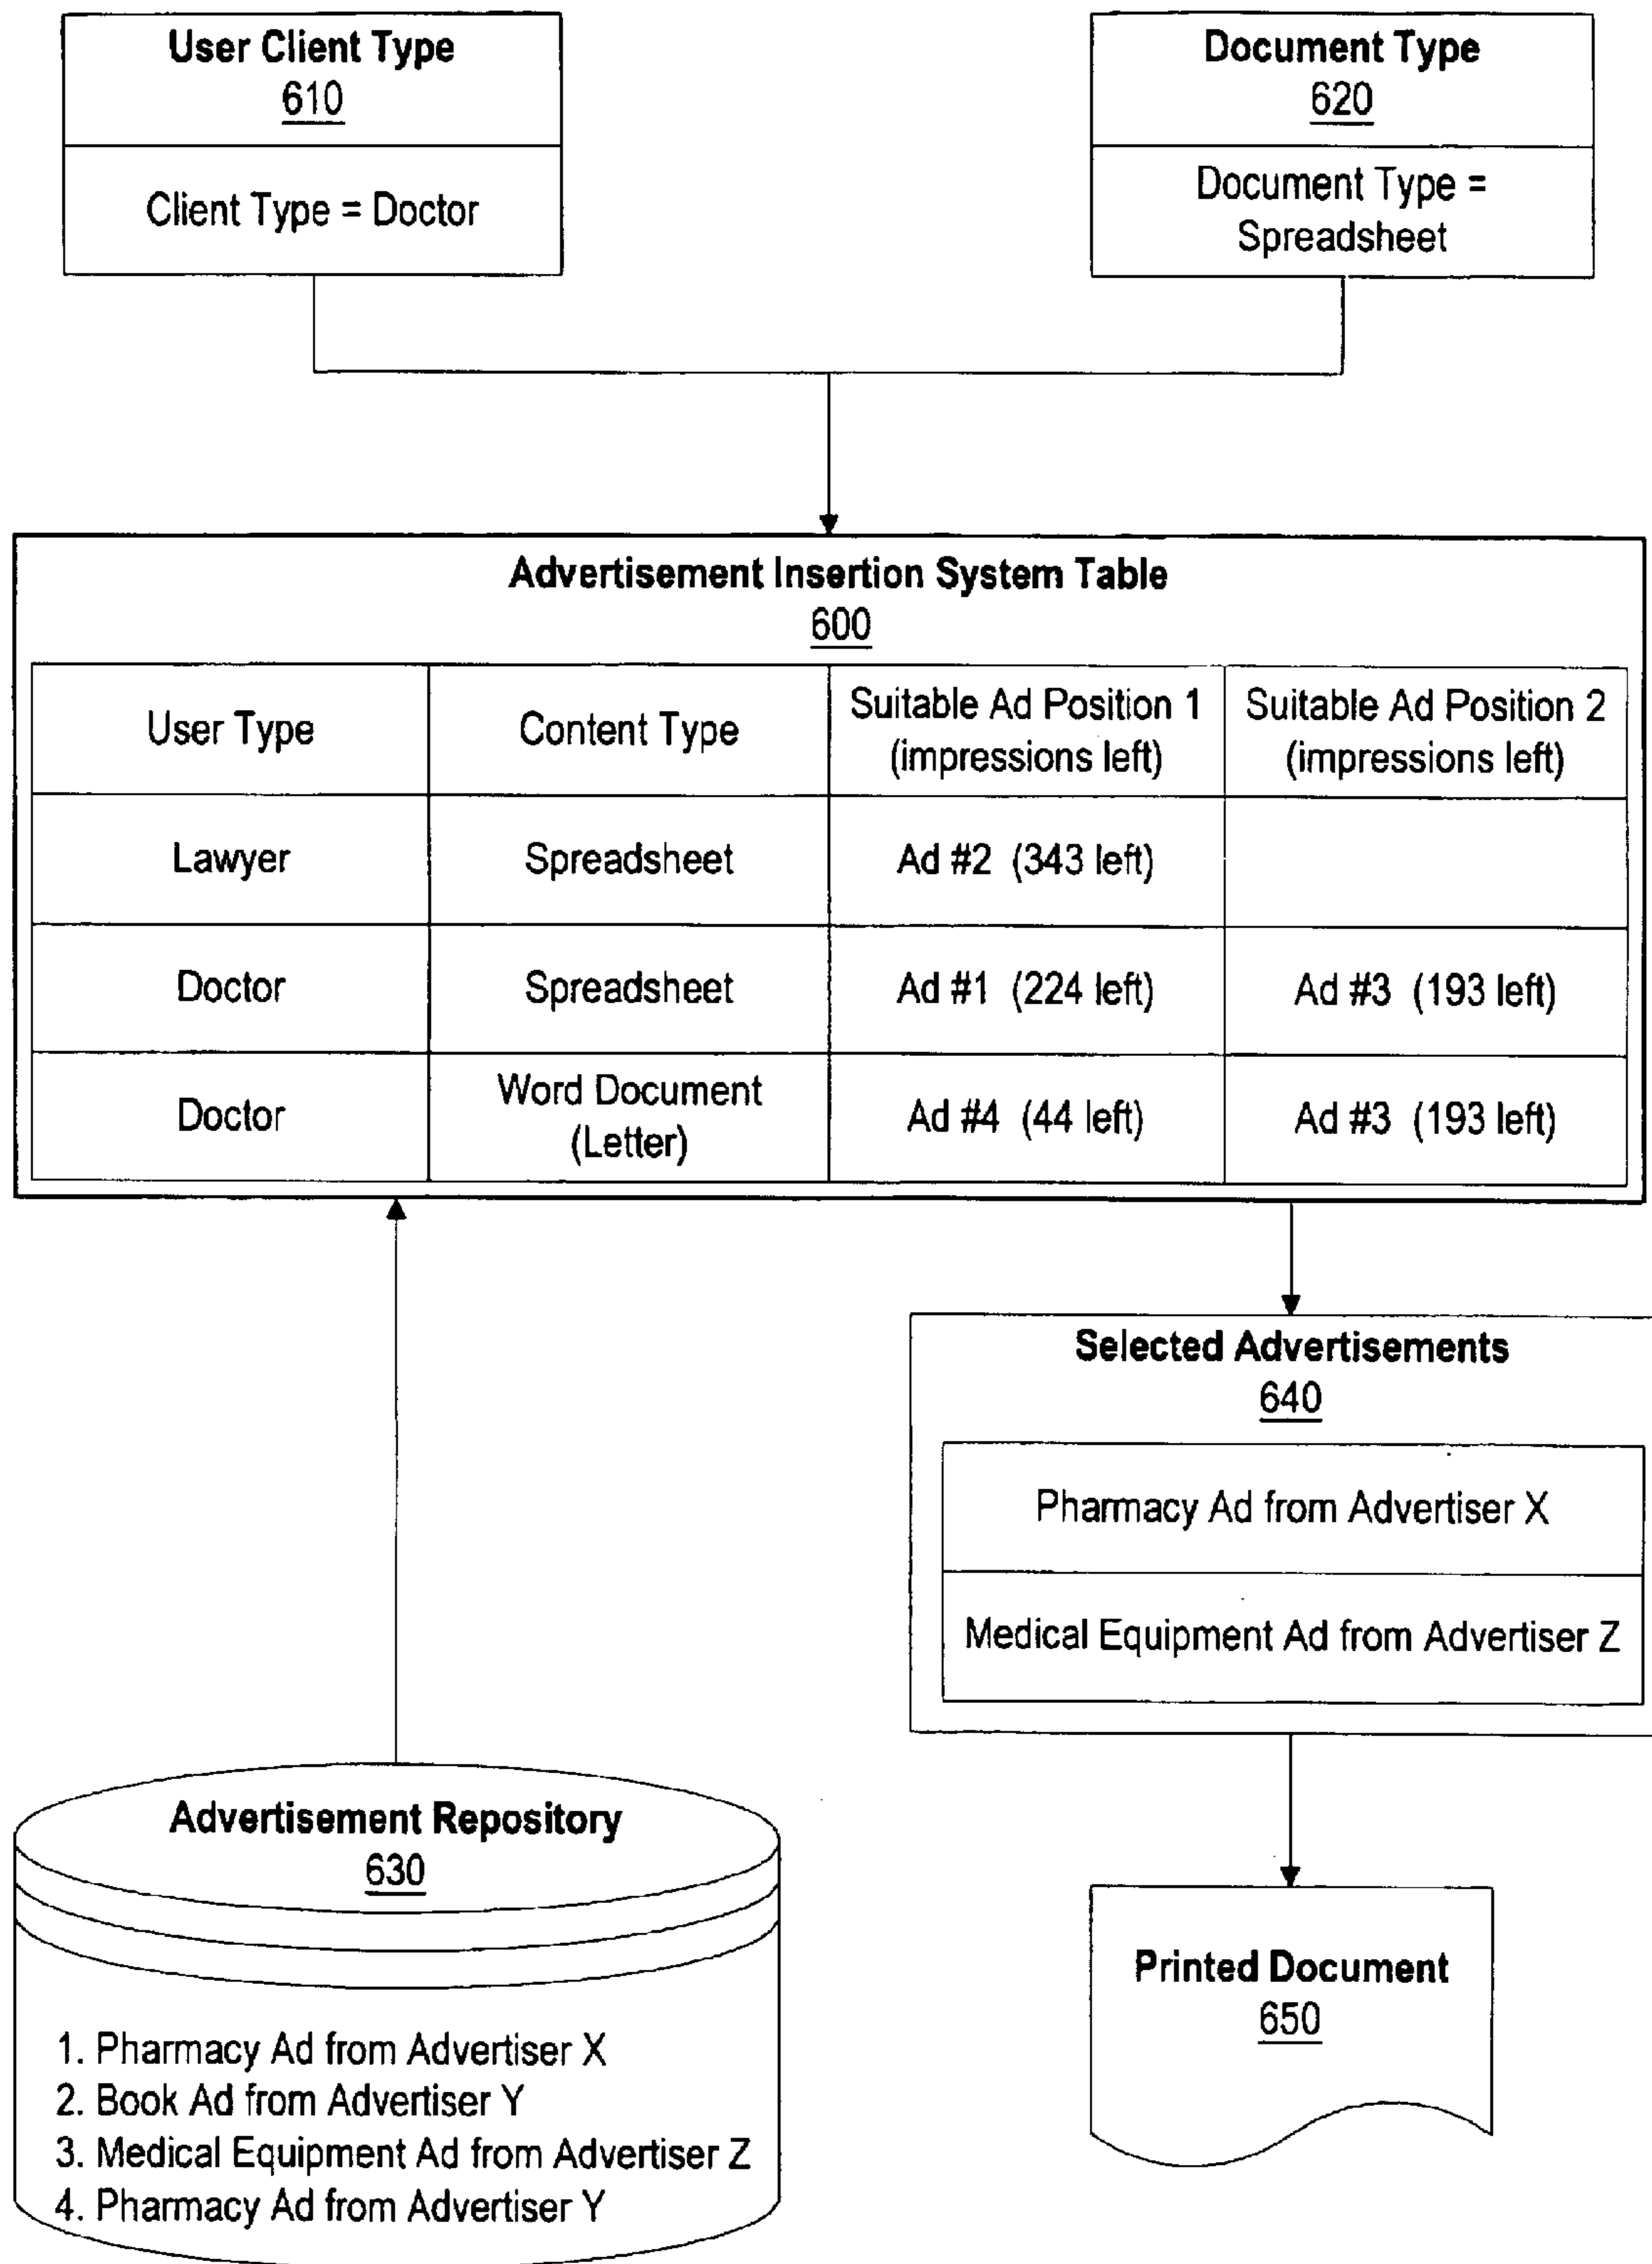 User Client Type
610
Client Type = Doctor
Document Type
620
Document Type =
Spreadsheet
Advertisement Insertion System Table
600
User Type
Content Type
Suitable Ad Position 1
(impressions left)
Suitable Ad Position 2
(impressions left)
Lawyer
Spreadsheet
Ad #2 (343 left)
Doctor
Spreadsheet
Ad #1 (224 left)
Ad #3 (193 left)
Doctor
Word Document
(Letter)
Ad #4 (44 left)
Ad #3 (193 left)
Selected Advertisements
640
Pharmacy Ad from Advertiser X
Medical Equipment Ad from Advertiser Z
Advertisement Repository
630
1. Pharmacy Ad from Advertiser X
2. Book Ad from Advertiser Y
3. Medical Equipment Ad from Advertiser Z
4. Pharmacy Ad from Advertiser Y
Printed Document
650